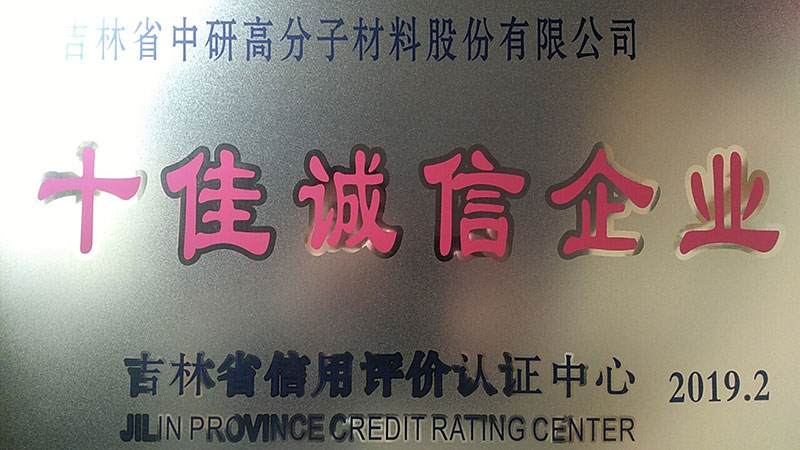 吉林省中研高分子材料股份有限公司
十佳诚信企业
吉林省信用评价认证中心 2019.2
JILIN PROVINCE CREDIT RATING CENTER